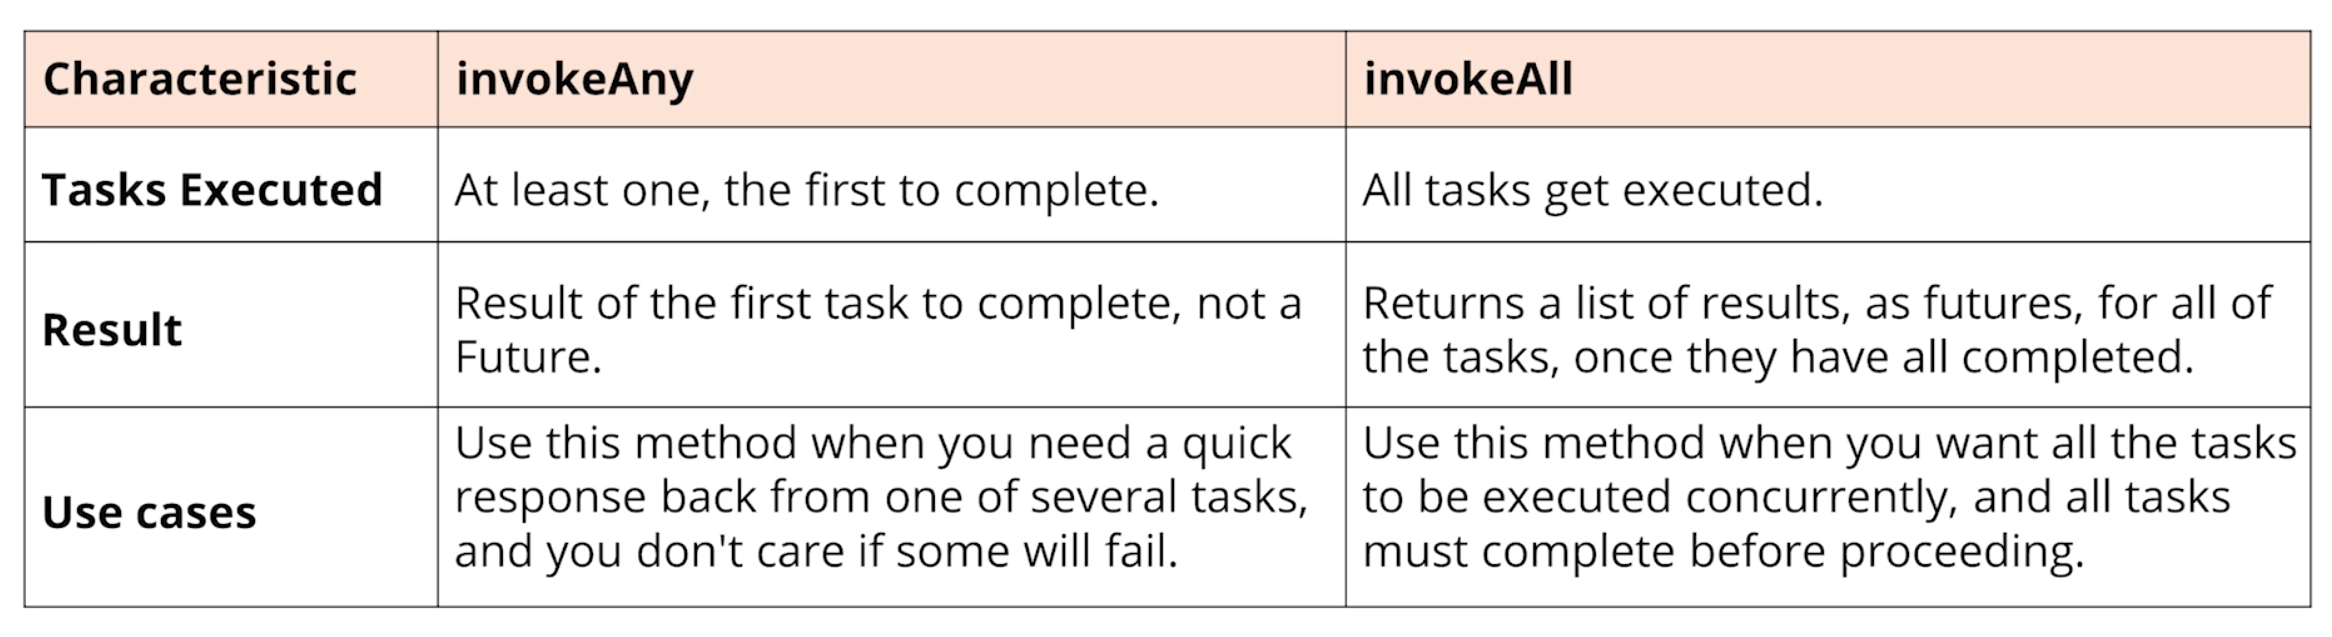 Characteristic
invokeAny
invokeAll
Tasks Executed
At least one, the first to complete.
All tasks get executed.
Result
Result of the first task to complete, not a
Future.
Returns a list of results, as futures, for all of
the tasks, once they have all completed.
Use cases
Use this method when you need a quick
response back from one of several tasks,
and you don't care if some will fail.
Use this method when you want all the tasks
to be executed concurrently, and all tasks
must complete before proceeding.